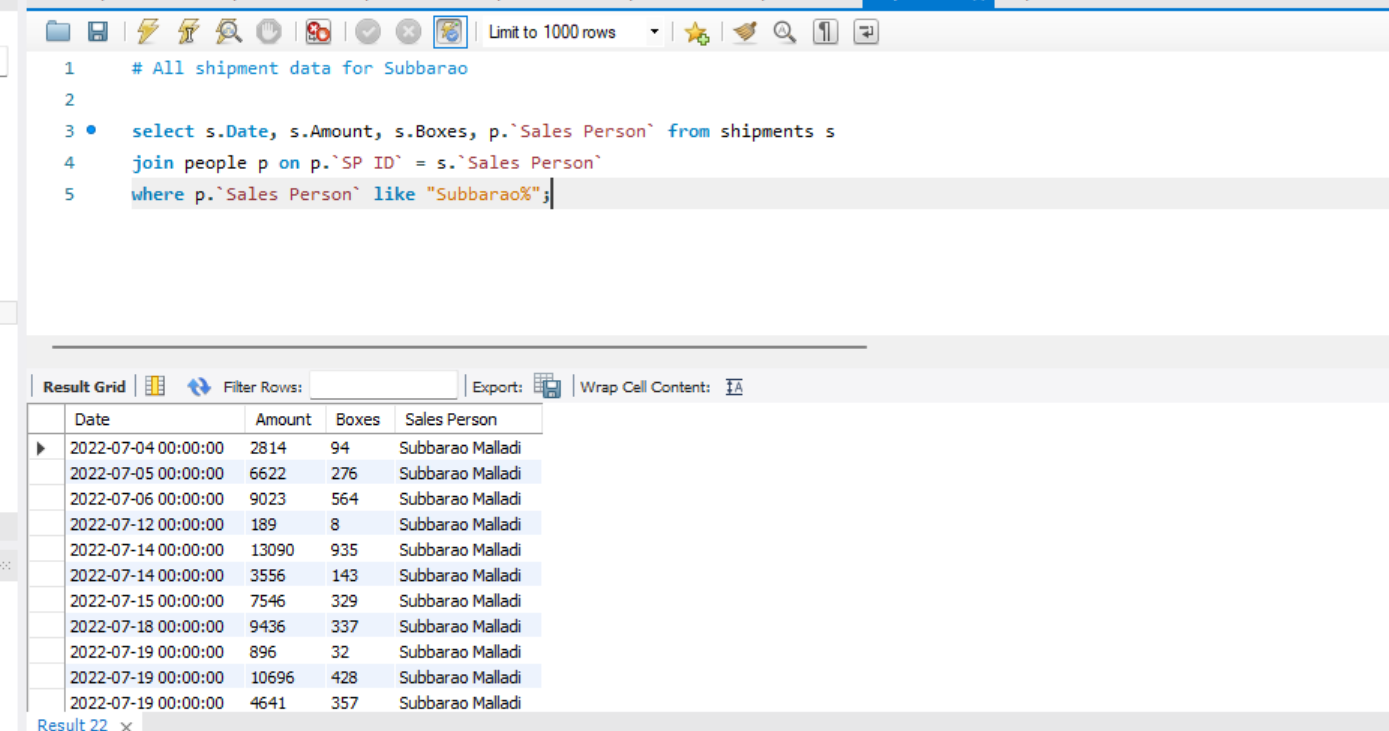 Limit to 1000 rows
1 # All shipment data for Subbarao
2
3 select s.Date, s.Amount, s.Boxes, p.`Sales Person` from shipments s
4 join people p on p.`SP ID` = s.`Sales Person`
5 where p.`Sales Person` like "Subbarao%";
Result Grid Filter Rows: Export: Wrap Cell Content: IA
Date Amount Boxes Sales Person
2022-07-04 00:00:00 2814 94 Subbarao Malladi
2022-07-05 00:00:00 6622 276 Subbarao Malladi
2022-07-06 00:00:00 9023 564 Subbarao Malladi
2022-07-12 00:00:00 189 8 Subbarao Malladi
2022-07-14 00:00:00 13090 935 Subbarao Malladi
2022-07-14 00:00:00 3556 143 Subbarao Malladi
2022-07-15 00:00:00 7546 329 Subbarao Malladi
2022-07-18 00:00:00 9436 337 Subbarao Malladi
2022-07-19 00:00:00 896 32 Subbarao Malladi
2022-07-19 00:00:00 10696 428 Subbarao Malladi
2022-07-19 00:00:00 4641 357 Subbarao Malladi
Result 22